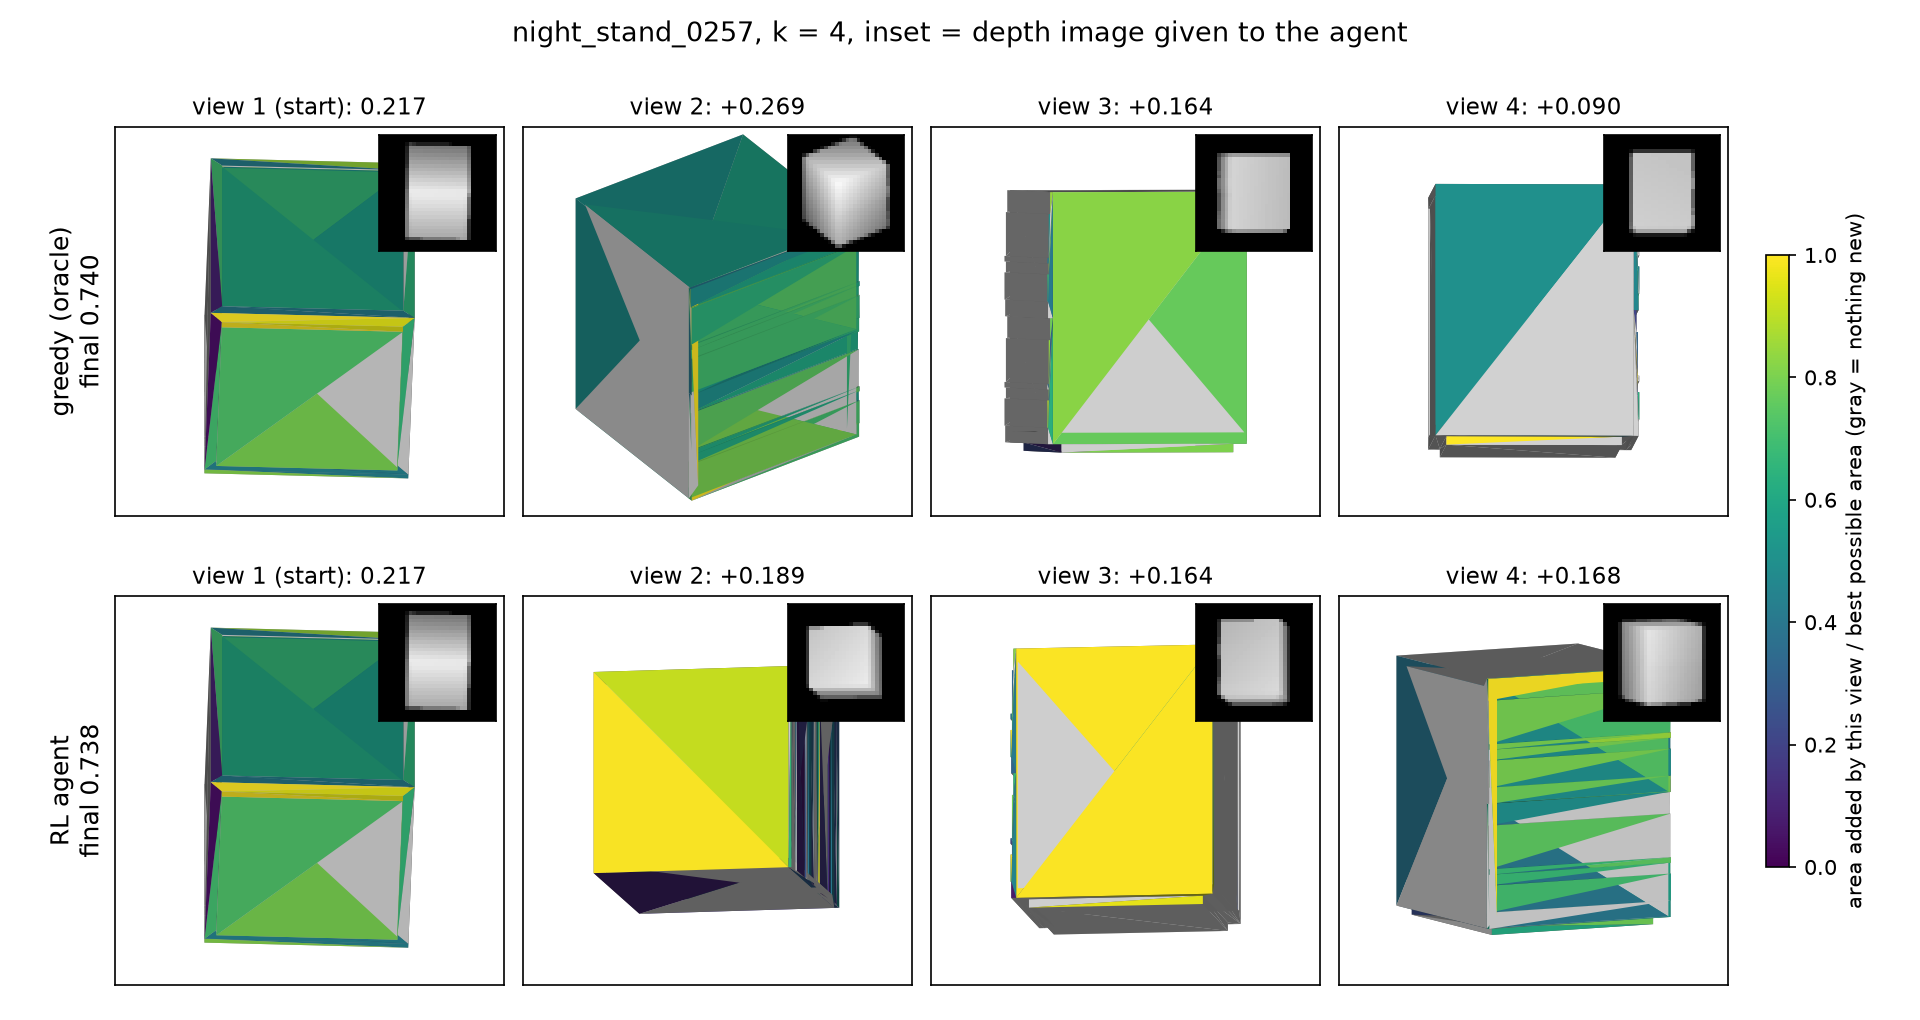 night_stand_0257, k = 4, inset = depth image given to the agent
view 1 (start): 0.217
view 2: +0.269
view 3: +0.164
view 4: +0.090
greedy (oracle)
final 0.740
view 1 (start): 0.217
view 2: +0.189
view 3: +0.164
view 4: +0.168
RL agent
final 0.738
1.0
0.8
0.6
0.4
0.2
0.0
area added by this view / best possible area (gray = nothing new)